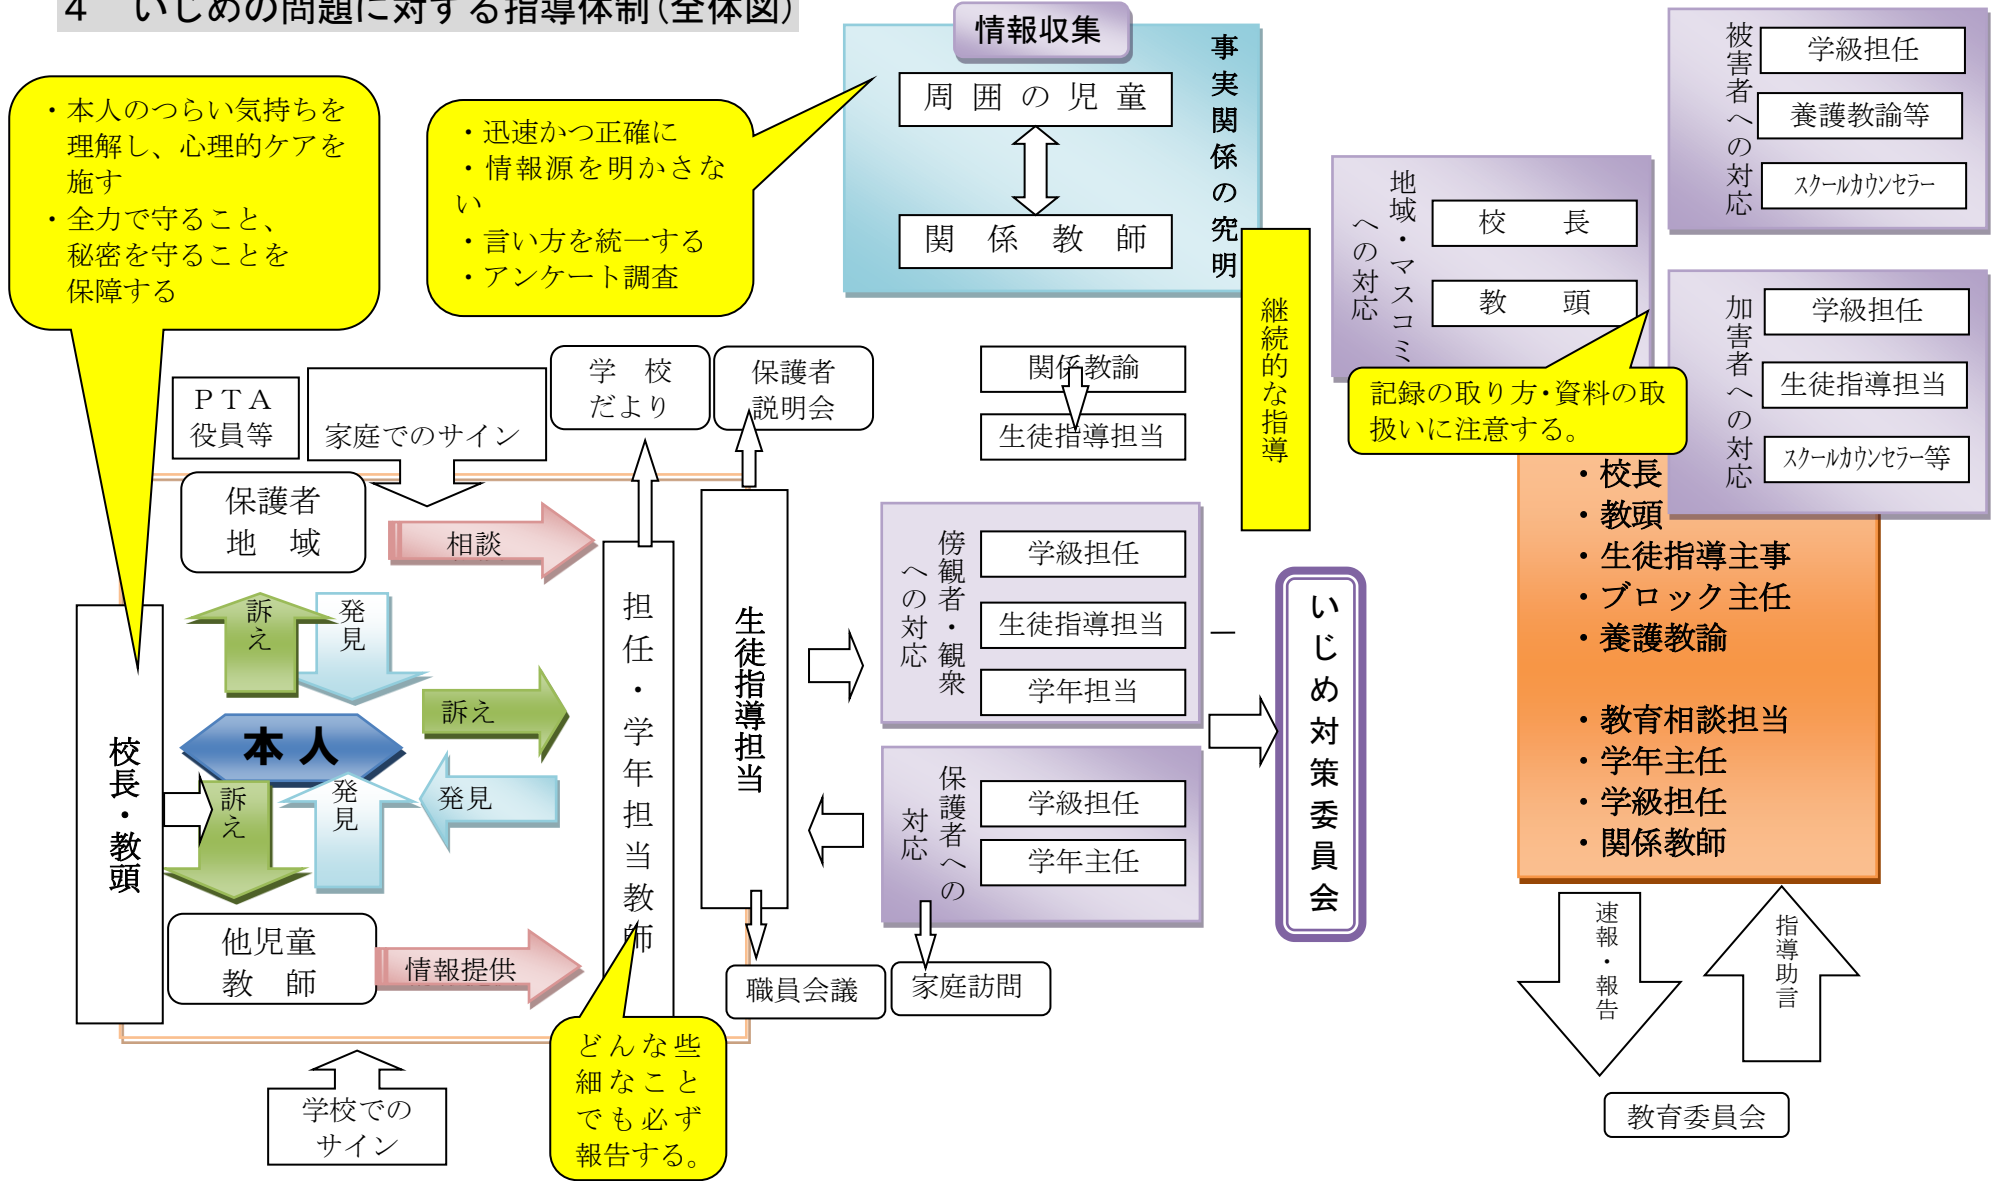 ４　いじめの問題に対する指導体制(全体図)
・本人のつらい気持ちを
理解し、心理的ケアを
施す
・全力で守ること、
秘密を守ることを
保障する
・迅速かつ正確に
・情報源を明かさな
い
・言い方を統一する
・アンケート調査
情報収集
周囲の児童
関係教師
事実関係の究明
継続的な指導
地域・マスコミ
への対応
校　長
教　頭
記録の取り方・資料の取
扱いに注意する。
被害者への対応
学級担任
養護教諭等
スクールカウンセラー
加害者への対応
学級担任
生徒指導担当
スクールカウンセラー等
ＰＴＡ
役員等
家庭でのサイン
学　校
だより
保護者
説明会
関係教諭
生徒指導担当
保護者
地　域
相談
訴え
発見
訴え
本人
訴え
発見
発見
校長・教頭
他児童
教　師
情報提供
担任・学年担当教師
生徒指導担当
傍観者・観衆
への対応
学級担任
生徒指導担当
学年担当
保護者への
対応
学級担任
学年主任
職員会議
家庭訪問
どんな些
細なこと
でも必ず
報告する。
学校での
サイン
いじめ対策委員会
・校長
・教頭
・生徒指導主事
・ブロック主任
・養護教諭
・教育相談担当
・学年主任
・学級担任
・関係教師
速報・報告
指導助言
教育委員会